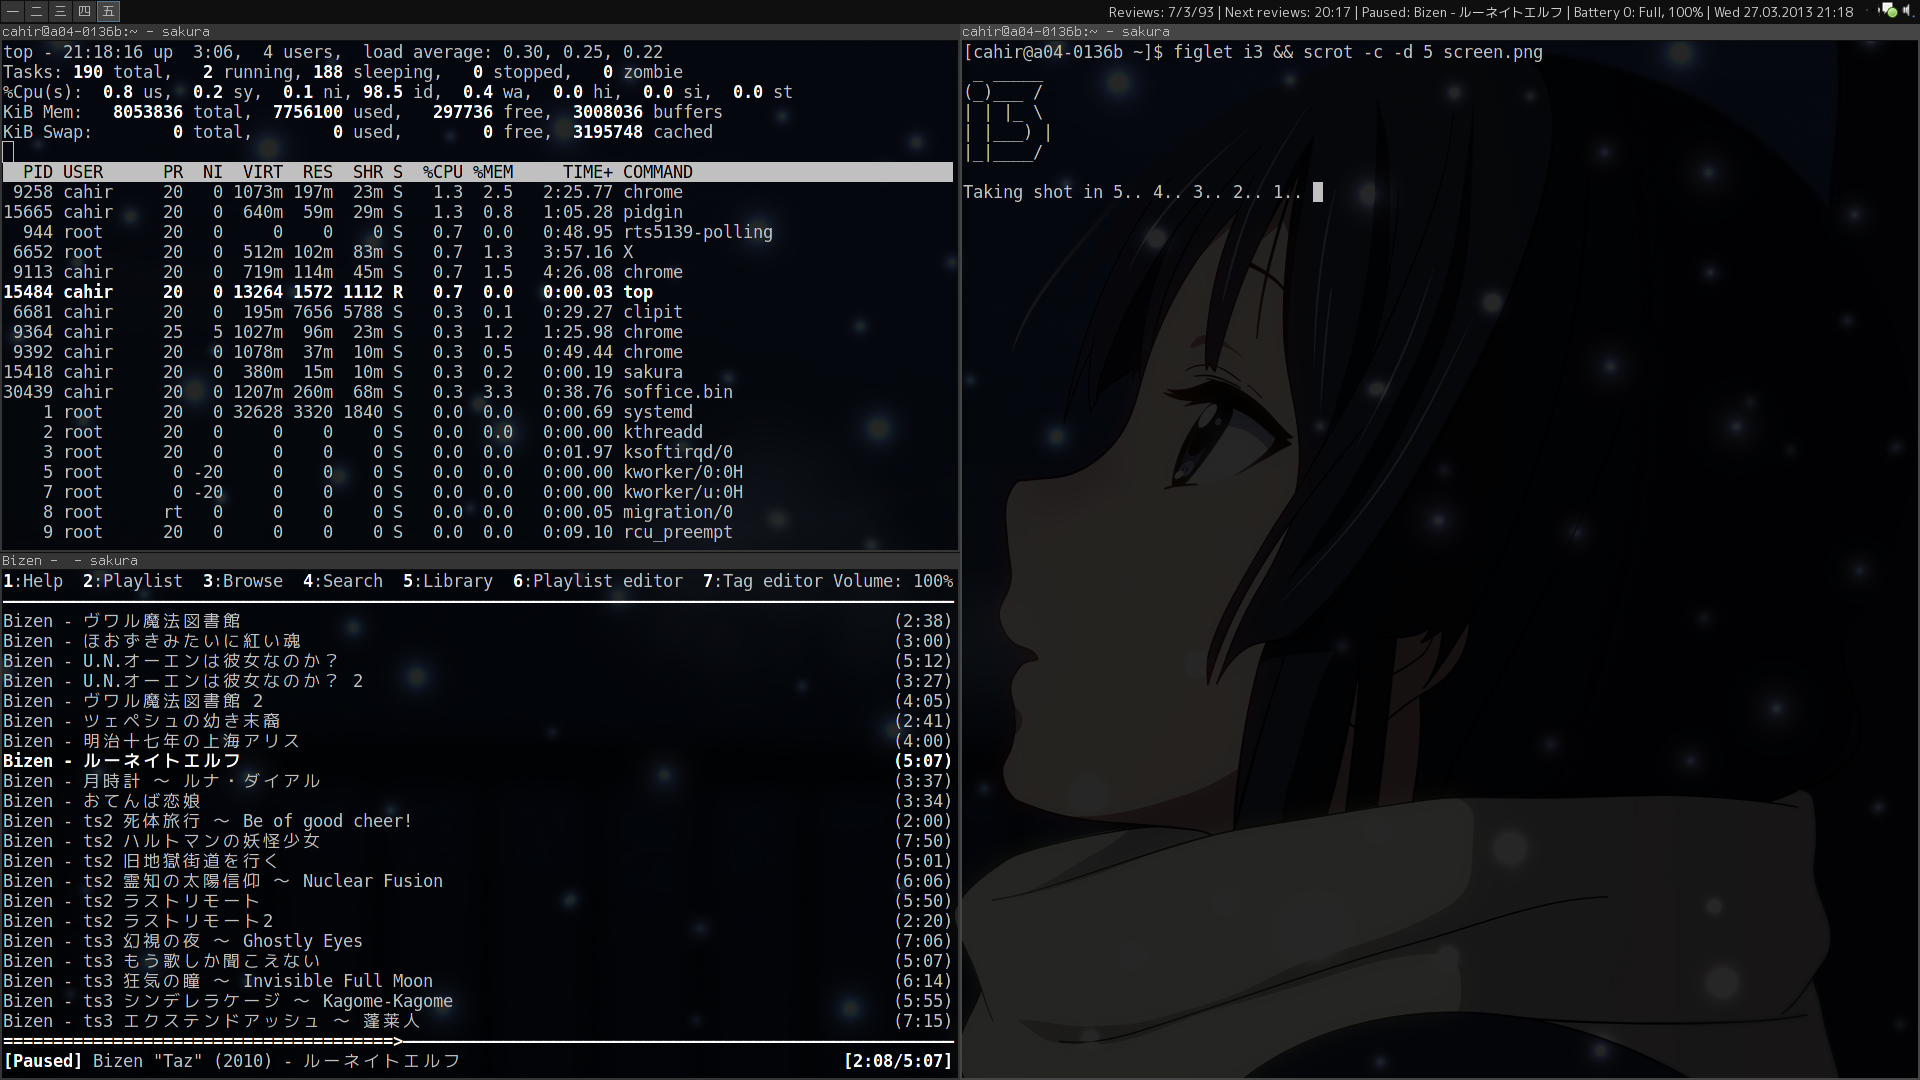 一 二 三 四 五 Reviews: 7/3/93 | Next reviews: 20:17 | Paused: Bizen - ルーネイトエルフ | Battery 0: Full, 100% | Wed 27.03.2013 21:18
cahir@a04-0136b:~ - sakura
top - 21:18:16 up  3:06,  4 users,  load average: 0.30, 0.25, 0.22
Tasks: 190 total,   2 running, 188 sleeping,   0 stopped,   0 zombie
%Cpu(s):  0.8 us,  0.2 sy,  0.1 ni, 98.5 id,  0.4 wa,  0.0 hi,  0.0 si,  0.0 st
KiB Mem:   8053836 total,  7756100 used,   297736 free,  3008036 buffers
KiB Swap:        0 total,        0 used,        0 free,  3195748 cached
PID USER      PR  NI  VIRT  RES  SHR S  %CPU %MEM     TIME+ COMMAND
9258 cahir     20   0 1073m 197m  23m S   1.3  2.5   2:25.77 chrome
15665 cahir     20   0  640m  59m  29m S   1.3  0.8   1:05.28 pidgin
944 root      20   0     0    0    0 S   0.7  0.0   0:48.95 rts5139-polling
6652 root      20   0  512m 102m  83m S   0.7  1.3   3:57.16 X
9113 cahir     20   0  719m 114m  45m S   0.7  1.5   4:26.08 chrome
15484 cahir     20   0 13264 1572 1112 R   0.7  0.0   0:00.03 top
6681 cahir     20   0  195m 7656 5788 S   0.3  0.1   0:29.27 clipit
9364 cahir     25   5 1027m  96m  23m S   0.3  1.2   1:25.98 chrome
9392 cahir     20   0 1078m  37m  10m S   0.3  0.5   0:49.44 chrome
15418 cahir     20   0  380m  15m  10m S   0.3  0.2   0:00.19 sakura
30439 cahir     20   0 1207m 260m  68m S   0.3  3.3   0:38.76 soffice.bin
1 root      20   0 32628 3320 1840 S   0.0  0.0   0:00.69 systemd
2 root      20   0     0    0    0 S   0.0  0.0   0:00.00 kthreadd
3 root      20   0     0    0    0 S   0.0  0.0   0:01.97 ksoftirqd/0
5 root       0 -20     0    0    0 S   0.0  0.0   0:00.00 kworker/0:0H
7 root       0 -20     0    0    0 S   0.0  0.0   0:00.00 kworker/u:0H
8 root      rt   0     0    0    0 S   0.0  0.0   0:00.05 migration/0
9 root      20   0     0    0    0 S   0.0  0.0   0:09.10 rcu_preempt
Bizen -  - sakura
1:Help  2:Playlist  3:Browse  4:Search  5:Library  6:Playlist editor  7:Tag editor Volume: 100%
Bizen - ヴワル魔法図書館 (2:38)
Bizen - ほおずきみたいに紅い魂 (3:00)
Bizen - U.N.オーエンは彼女なのか？ (5:12)
Bizen - U.N.オーエンは彼女なのか？ 2 (3:27)
Bizen - ヴワル魔法図書館 2 (4:05)
Bizen - ツェペシュの幼き末裔 (2:41)
Bizen - 明治十七年の上海アリス (4:00)
Bizen - ルーネイトエルフ (5:07)
Bizen - 月時計 ～ ルナ・ダイアル (3:37)
Bizen - おてんば恋娘 (3:34)
Bizen - ts2 死体旅行 ～ Be of good cheer! (2:00)
Bizen - ts2 ハルトマンの妖怪少女 (7:50)
Bizen - ts2 旧地獄街道を行く (5:01)
Bizen - ts2 霊知の太陽信仰 ～ Nuclear Fusion (6:06)
Bizen - ts2 ラストリモート (5:50)
Bizen - ts2 ラストリモート2 (2:20)
Bizen - ts3 幻視の夜 ～ Ghostly Eyes (7:06)
Bizen - ts3 もう歌しか聞こえない (5:07)
Bizen - ts3 狂気の瞳 ～ Invisible Full Moon (6:14)
Bizen - ts3 シンデレラケージ ～ Kagome-Kagome (5:55)
Bizen - ts3 エクステンドアッシュ ～ 蓬莱人 (7:15)
[Paused] Bizen "Taz" (2010) - ルーネイトエルフ [2:08/5:07]
cahir@a04-0136b:~ - sakura
[cahir@a04-0136b ~]$ figlet i3 && scrot -c -d 5 screen.png
i3
Taking shot in 5.. 4.. 3.. 2.. 1..